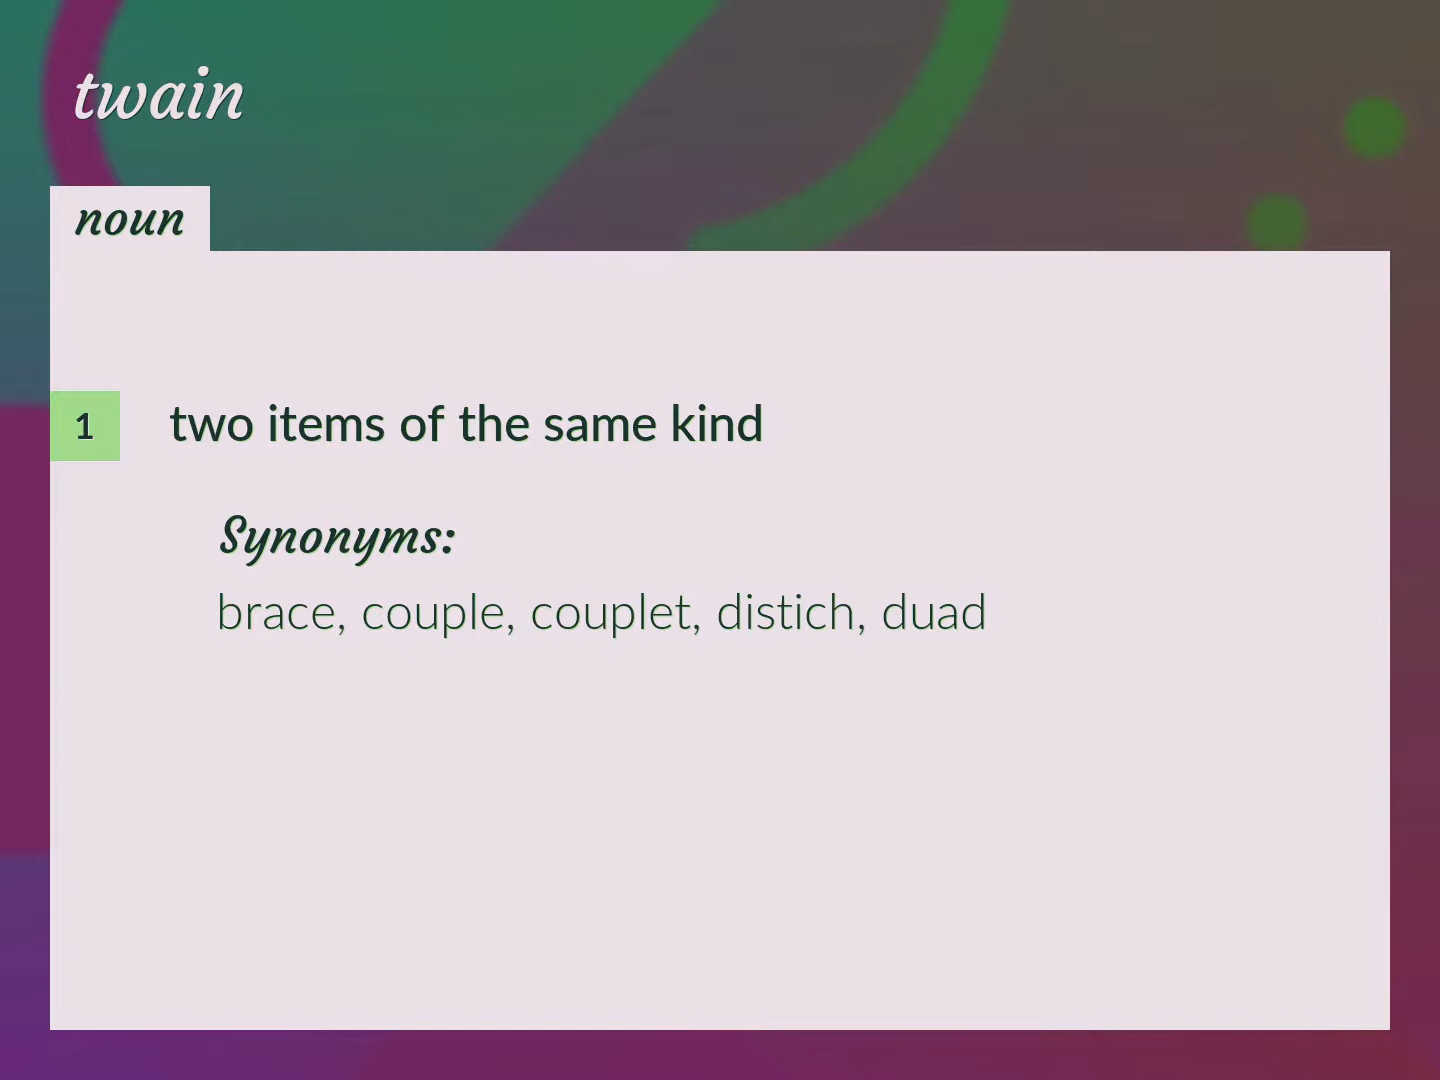 twain
noun
1 two items of the same kind
Synonyms:
brace, couple, couplet, distich, duad